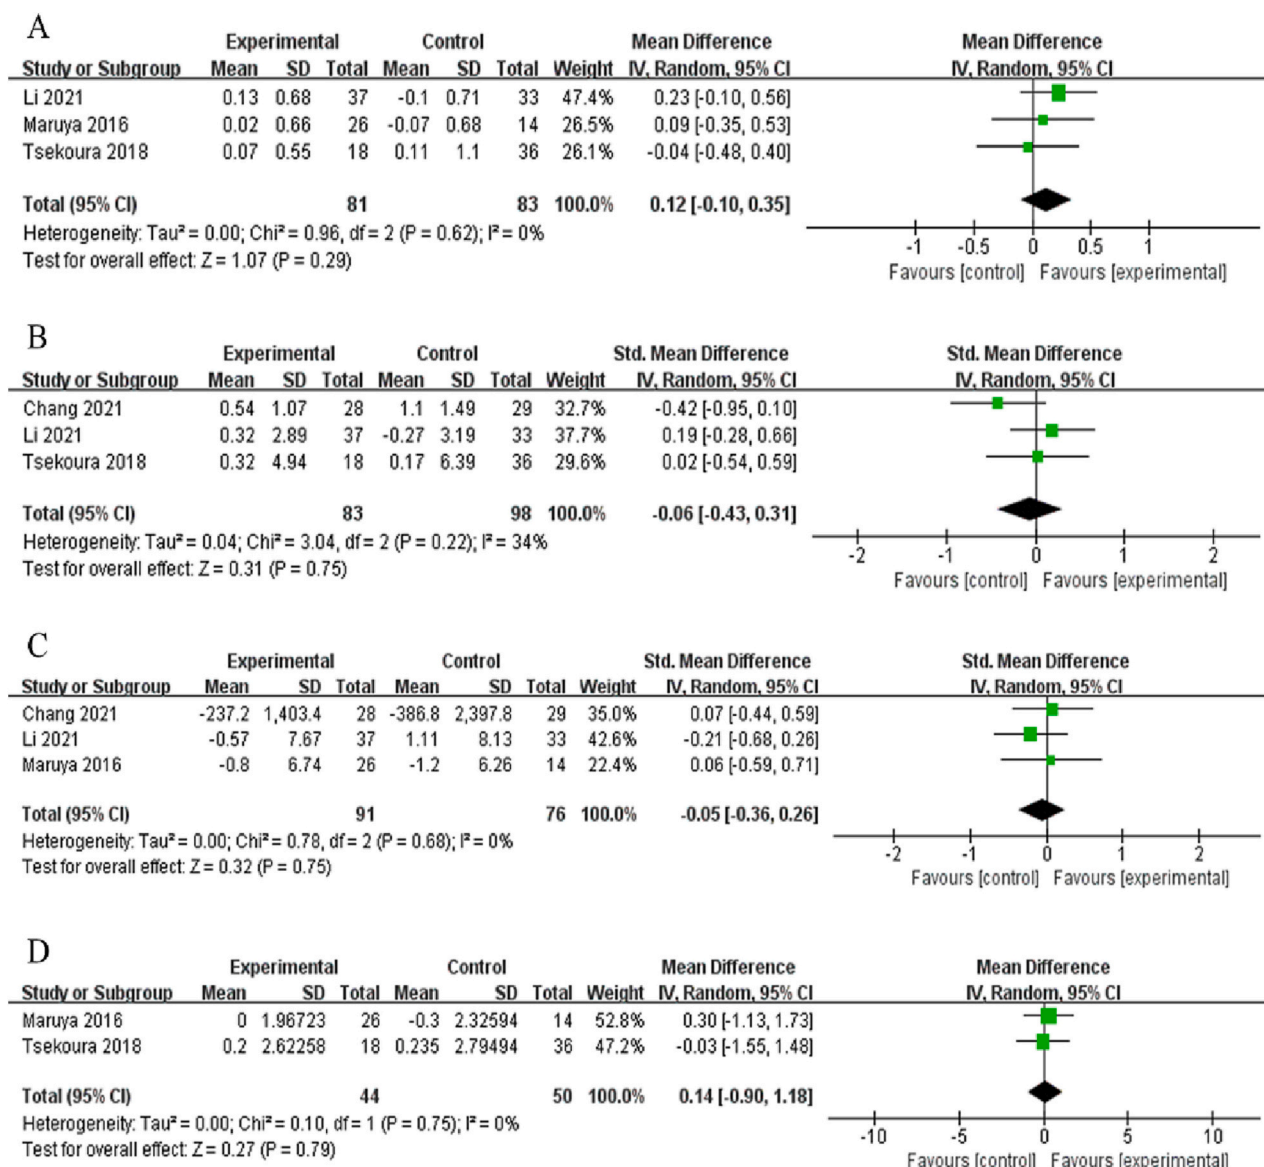 A
Experimental Control Mean Difference Mean Difference
Study or Subgroup Mean SD Total Mean SD Total Weight IV, Random, 95% CI IV, Random, 95% CI
Li 2021 0.13 0.68 37 -0.1 0.71 33 47.4% 0.23 [-0.10, 0.56]
Maruya 2016 0.02 0.66 26 -0.07 0.68 14 26.5% 0.09 [-0.35, 0.53]
Tsekoura 2018 0.07 0.55 18 0.11 1.1 36 26.1% -0.04 [-0.48, 0.40]
Total (95% CI) 81 83 100.0% 0.12 [-0.10, 0.35]
Heterogeneity: Tau² = 0.00; Chi² = 0.96, df = 2 (P = 0.62); I² = 0%
Test for overall effect: Z = 1.07 (P = 0.29)
-1 -0.5 0 0.5 1
Favours [control] Favours [experimental]
B
Experimental Control Std. Mean Difference Std. Mean Difference
Study or Subgroup Mean SD Total Mean SD Total Weight IV, Random, 95% CI IV, Random, 95% CI
Chang 2021 0.54 1.07 28 1.1 1.49 29 32.7% -0.42 [-0.95, 0.10]
Li 2021 0.32 2.89 37 -0.27 3.19 33 37.7% 0.19 [-0.28, 0.66]
Tsekoura 2018 0.32 4.94 18 0.17 6.39 36 29.6% 0.02 [-0.54, 0.59]
Total (95% CI) 83 98 100.0% -0.06 [-0.43, 0.31]
Heterogeneity: Tau² = 0.04; Chi² = 3.04, df = 2 (P = 0.22); I² = 34%
Test for overall effect: Z = 0.31 (P = 0.75)
-2 -1 0 1 2
Favours [control] Favours [experimental]
C
Experimental Control Std. Mean Difference Std. Mean Difference
Study or Subgroup Mean SD Total Mean SD Total Weight IV, Random, 95% CI IV, Random, 95% CI
Chang 2021 -237.2 1,403.4 28 -386.8 2,397.8 29 35.0% 0.07 [-0.44, 0.59]
Li 2021 -0.57 7.67 37 1.11 8.13 33 42.6% -0.21 [-0.68, 0.26]
Maruya 2016 -0.8 6.74 26 -1.2 6.26 14 22.4% 0.06 [-0.59, 0.71]
Total (95% CI) 91 76 100.0% -0.05 [-0.36, 0.26]
Heterogeneity: Tau² = 0.00; Chi² = 0.78, df = 2 (P = 0.68); I² = 0%
Test for overall effect: Z = 0.32 (P = 0.75)
-2 -1 0 1 2
Favours [control] Favours [experimental]
D
Experimental Control Mean Difference Mean Difference
Study or Subgroup Mean SD Total Mean SD Total Weight IV, Random, 95% CI IV, Random, 95% CI
Maruya 2016 0 1.96723 26 -0.3 2.32594 14 52.8% 0.30 [-1.13, 1.73]
Tsekoura 2018 0.2 2.62258 18 0.235 2.79494 36 47.2% -0.03 [-1.55, 1.48]
Total (95% CI) 44 50 100.0% 0.14 [-0.90, 1.18]
Heterogeneity: Tau² = 0.00; Chi² = 0.10, df = 1 (P = 0.75); I² = 0%
Test for overall effect: Z = 0.27 (P = 0.79)
-10 -5 0 5 10
Favours [control] Favours [experimental]